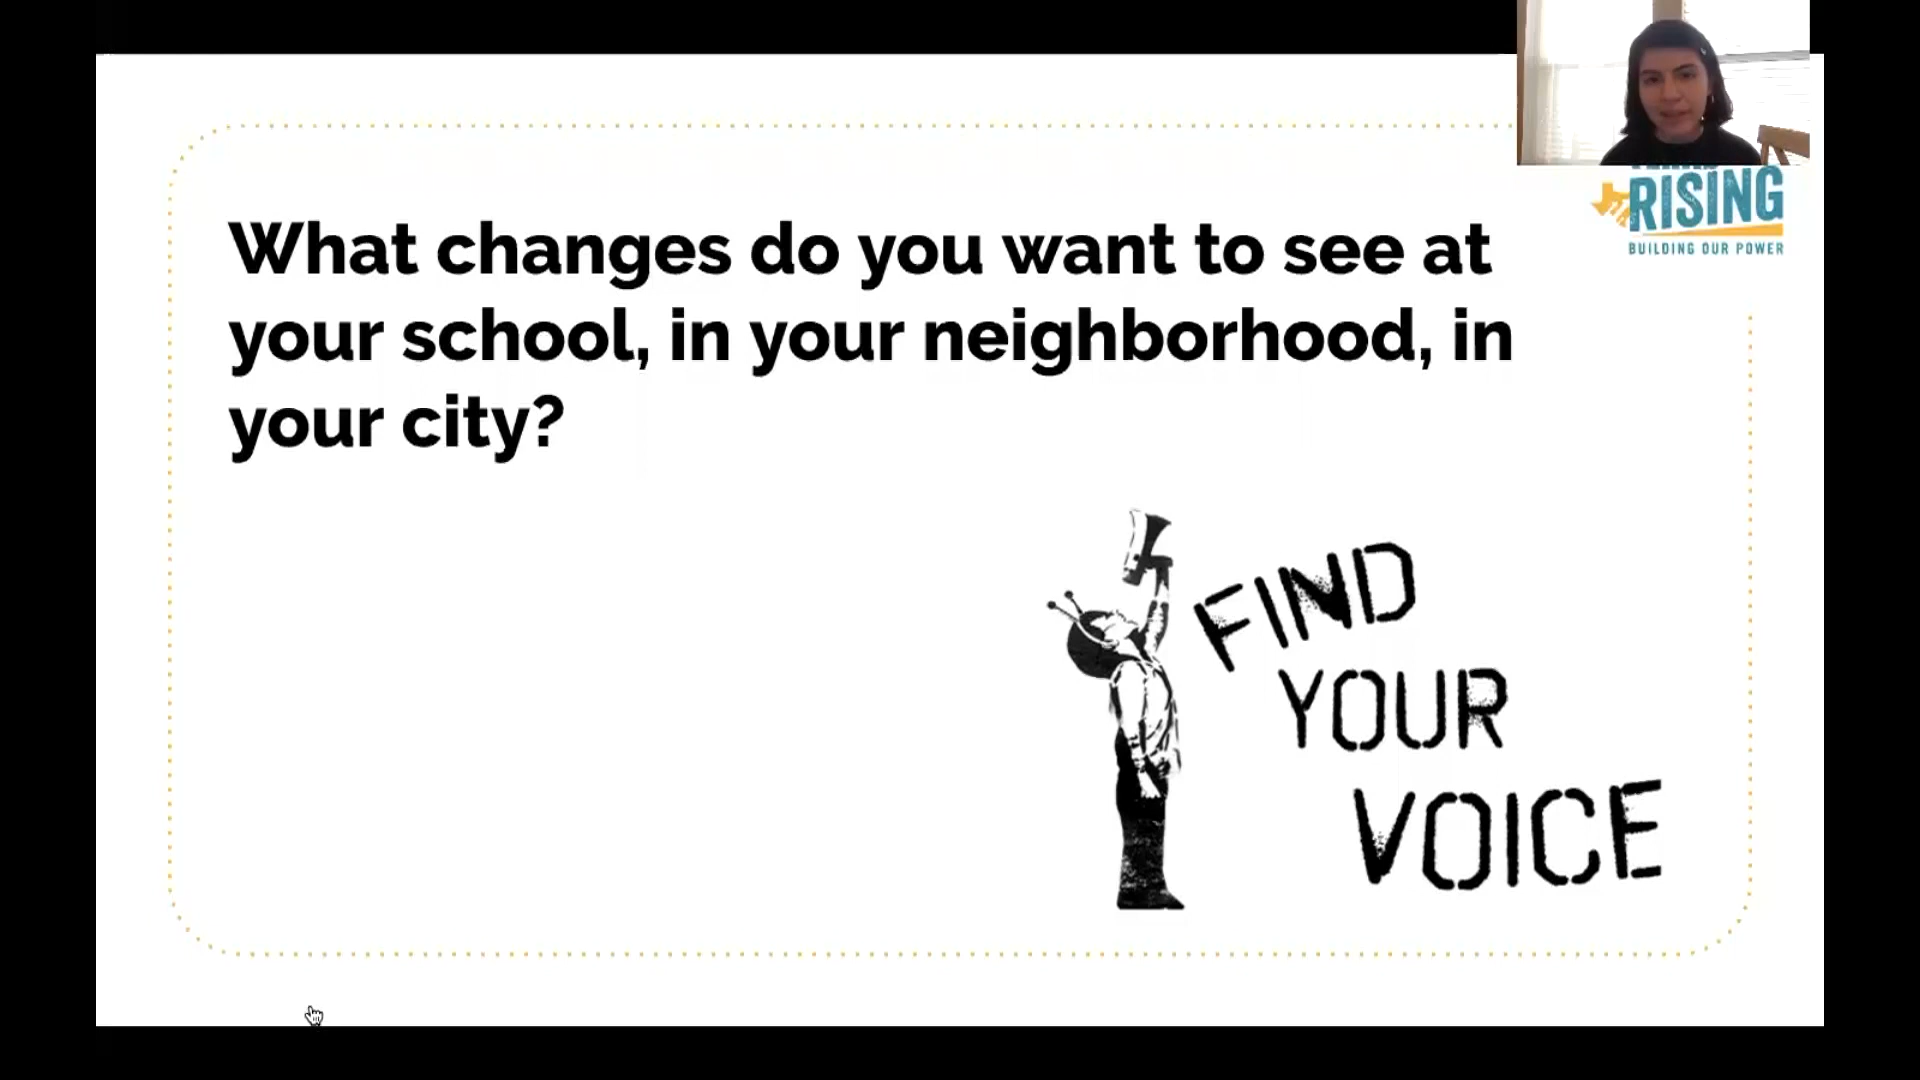 What changes do you want to see at
your school, in your neighborhood, in
your city?
RISING
BUILDING OUR POWER
FIND
YOUR
VOICE